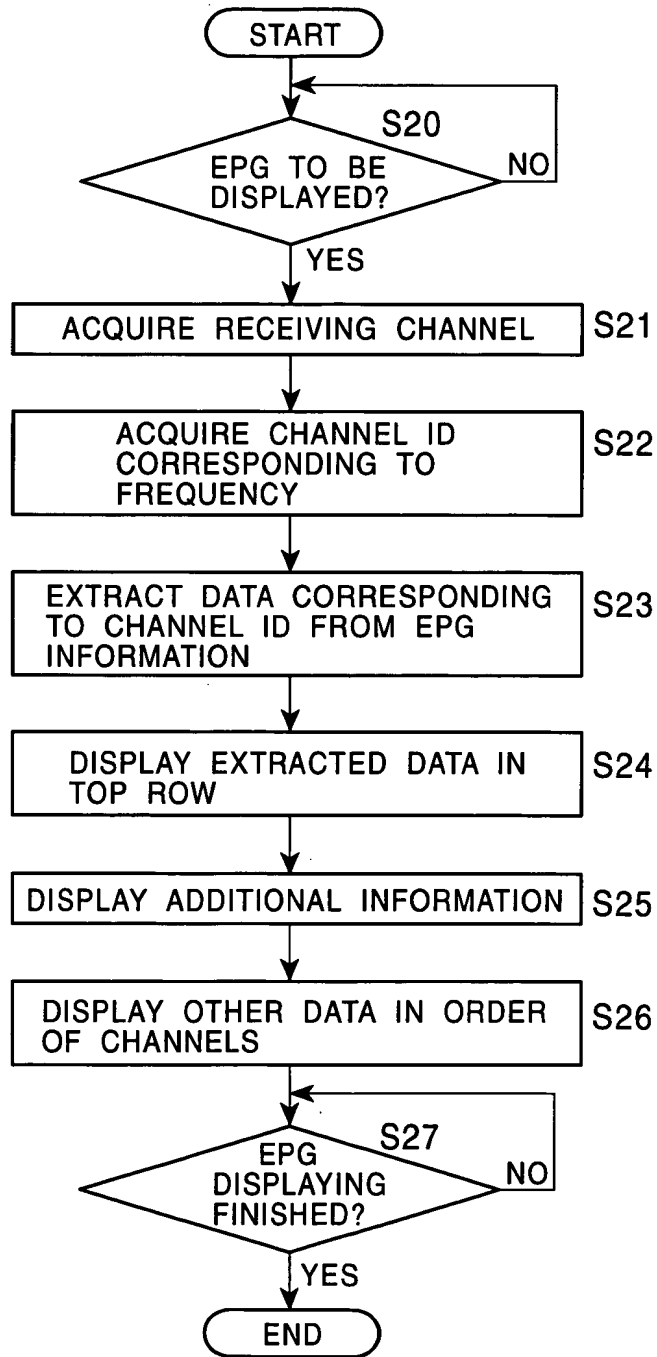 START
S20
EPG TO BE
DISPLAYED?
NO
YES
ACQUIRE RECEIVING CHANNEL
S21
ACQUIRE CHANNEL ID
CORRESPONDING TO
FREQUENCY
S22
EXTRACT DATA CORRESPONDING
TO CHANNEL ID FROM EPG
INFORMATION
S23
DISPLAY EXTRACTED DATA IN
TOP ROW
S24
DISPLAY ADDITIONAL INFORMATION
S25
DISPLAY OTHER DATA IN ORDER
OF CHANNELS
S26
S27
EPG
DISPLAYING
FINISHED?
NO
YES
END